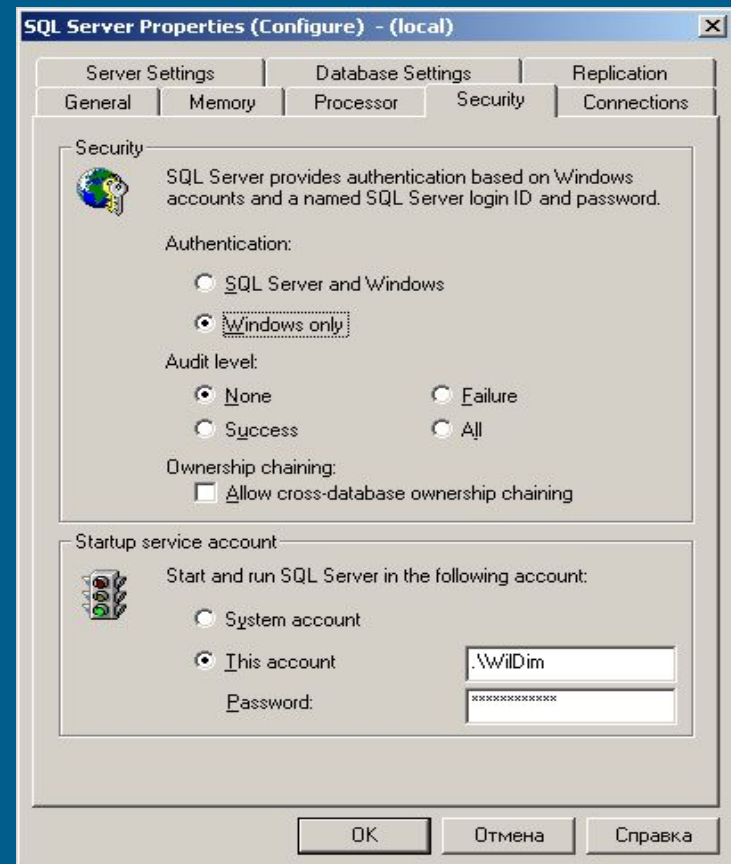 SQL Server Properties (Configure) - (local)
Server Settings
Database Settings
Replication
General
Memory
Processor
Security
Connections
Security
SQL Server provides authentication based on Windows
accounts and a named SQL Server login ID and password.
Authentication:
SQL Server and Windows
Windows only
Audit level:
None
Failure
Success
All
Ownership chaining:
Allow cross-database ownership chaining
Startup service account
Start and run SQL Server in the following account:
System account
This account
.\WilDim
Password:
************
OK
Отмена
Справка